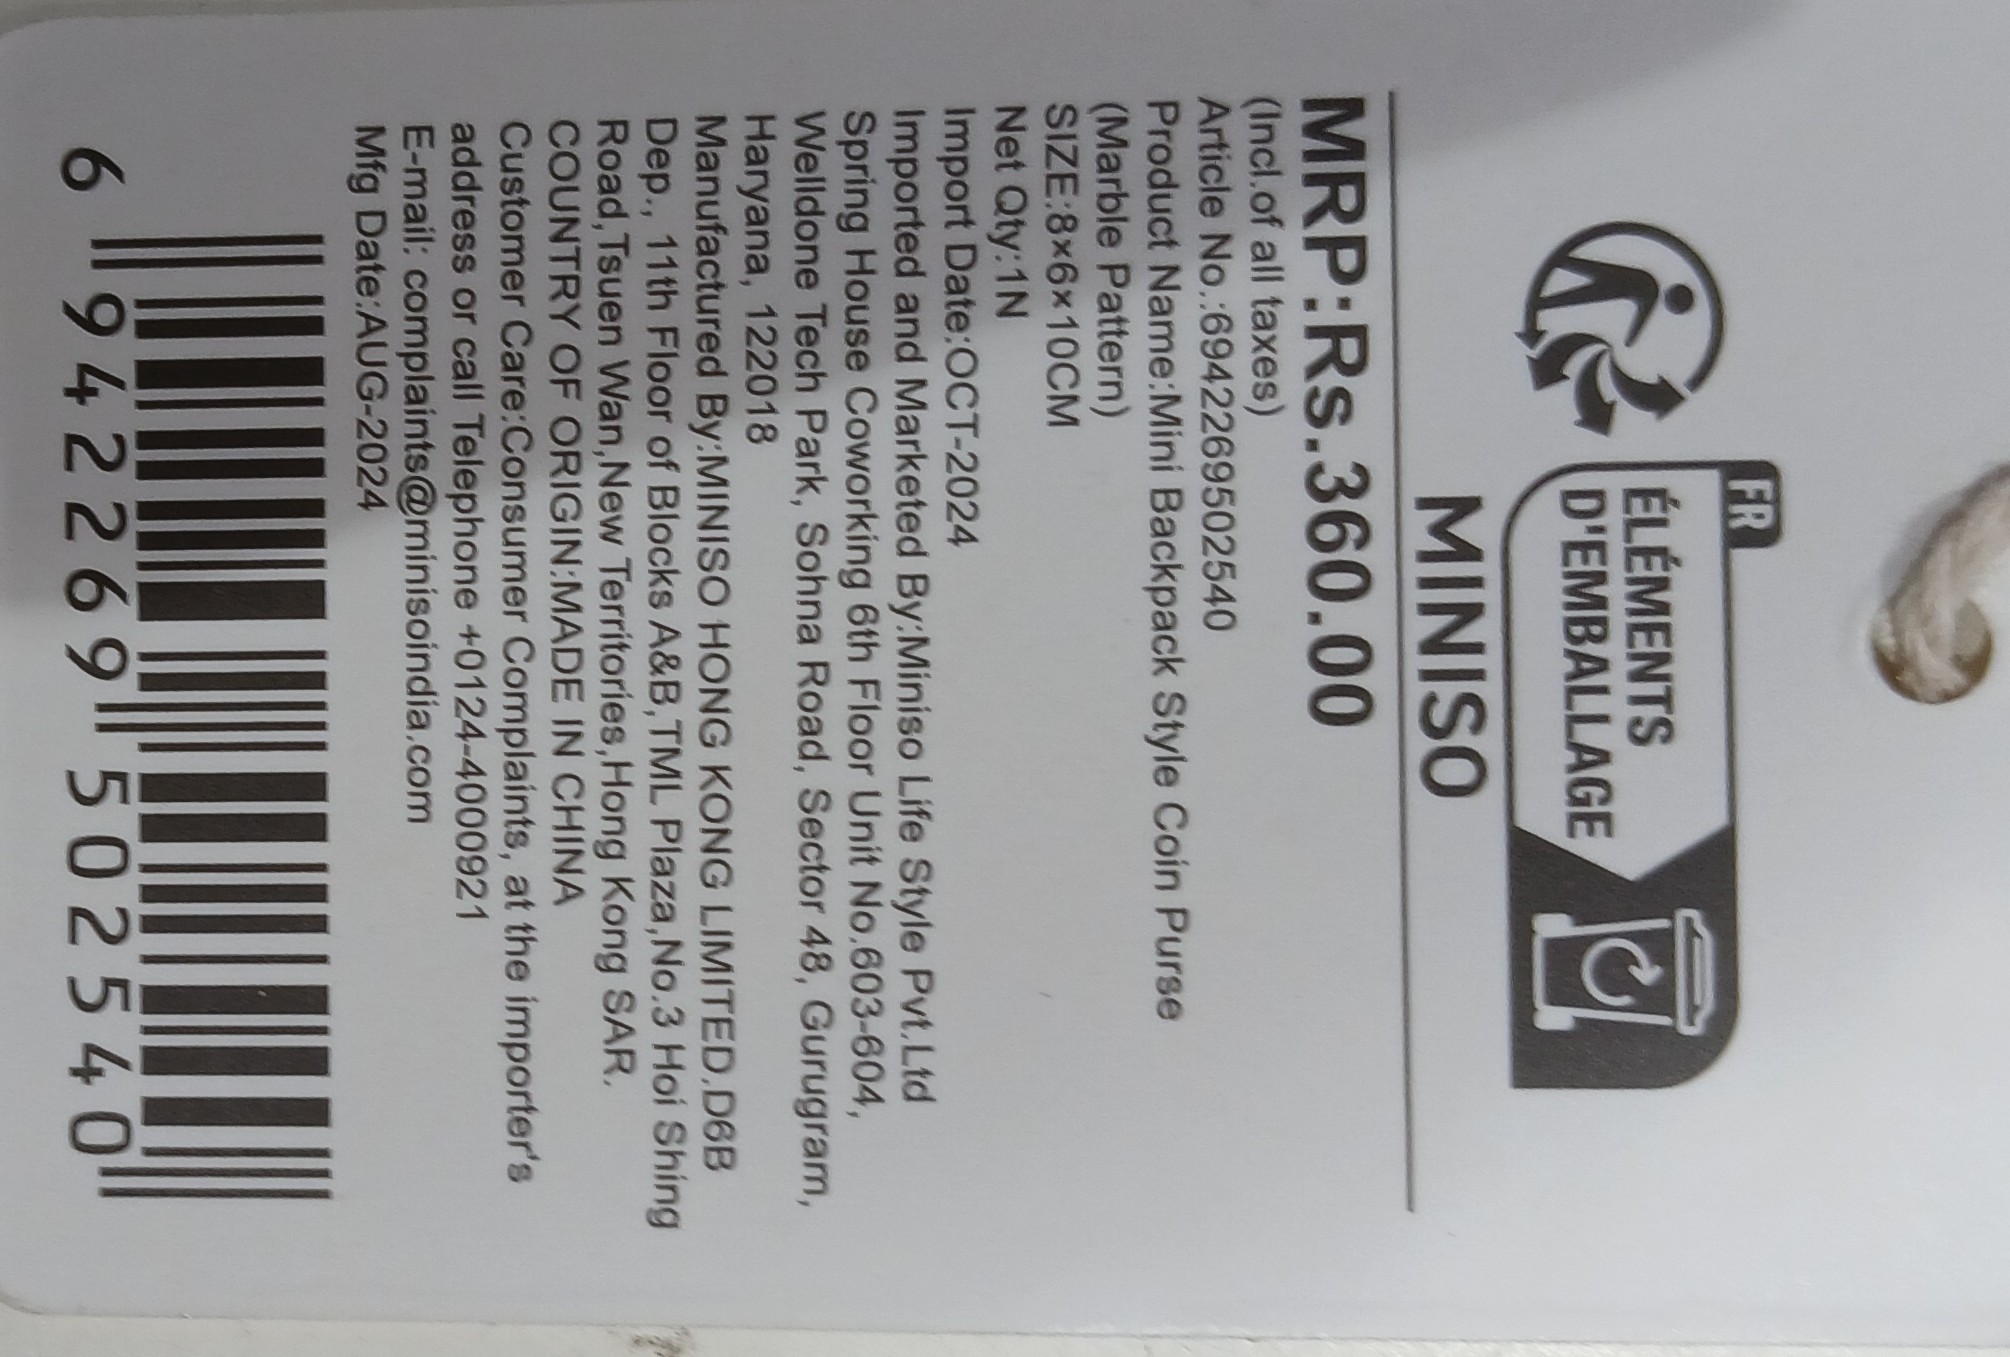 FR
ÉLÉMENTS
D'EMBALLAGE
MINISO
MRP:Rs.360.00
(Incl.of all taxes)
Article No.:6942269502540
Product Name:Mini Backpack Style Coin Purse
(Marble Pattern)
SIZE:8×6×10CM
Net Qty:1N
Import Date:OCT-2024
Imported and Marketed By:Miniso Life Style Pvt.Ltd
Spring House Coworking 6th Floor Unit No.603-604,
Welldone Tech Park, Sohna Road, Sector 48, Gurugram,
Haryana, 122018
Manufactured By:MINISO HONG KONG LIMITED.D6B
Dep., 11th Floor of Blocks A&B,TML Plaza,No.3 Hoi Shing
Road,Tsuen Wan,New Territories,Hong Kong SAR.
COUNTRY OF ORIGIN:MADE IN CHINA
Customer Care:Consumer Complaints, at the importer's
address or call Telephone +0124-4000921
E-mail: complaints@minisoindia.com
Mfg Date:AUG-2024
6 942269 502540